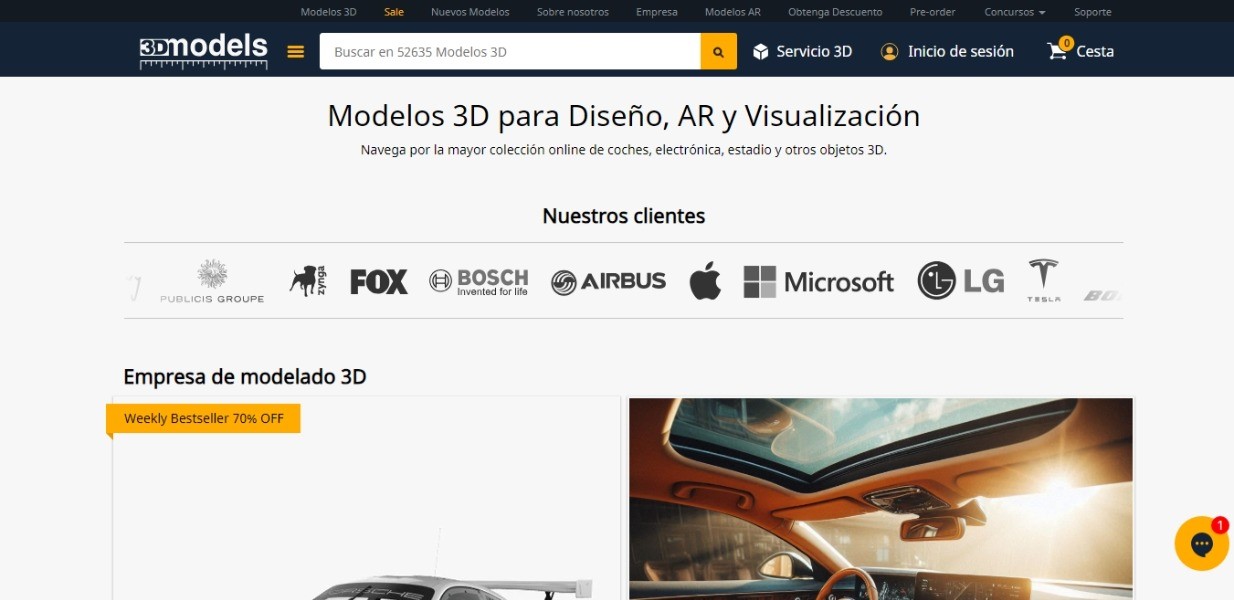 Modelos 3D Sale Nuevos Modelos Sobre nosotros Empresa Modelos AR Obtenga Descuento Pre-order Concursos Soporte
3Dmodels Buscar en 52635 Modelos 3D Servicio 3D Inicio de sesión 0 Cesta
Modelos 3D para Diseño, AR y Visualización
Navega por la mayor colección online de coches, electrónica, estadio y otros objetos 3D.
Nuestros clientes
PUBLICIS GROUPE zynga FOX BOSCH Invented for life AIRBUS Microsoft LG TESLA
Empresa de modelado 3D
Weekly Bestseller 70% OFF
1
PORSCHE